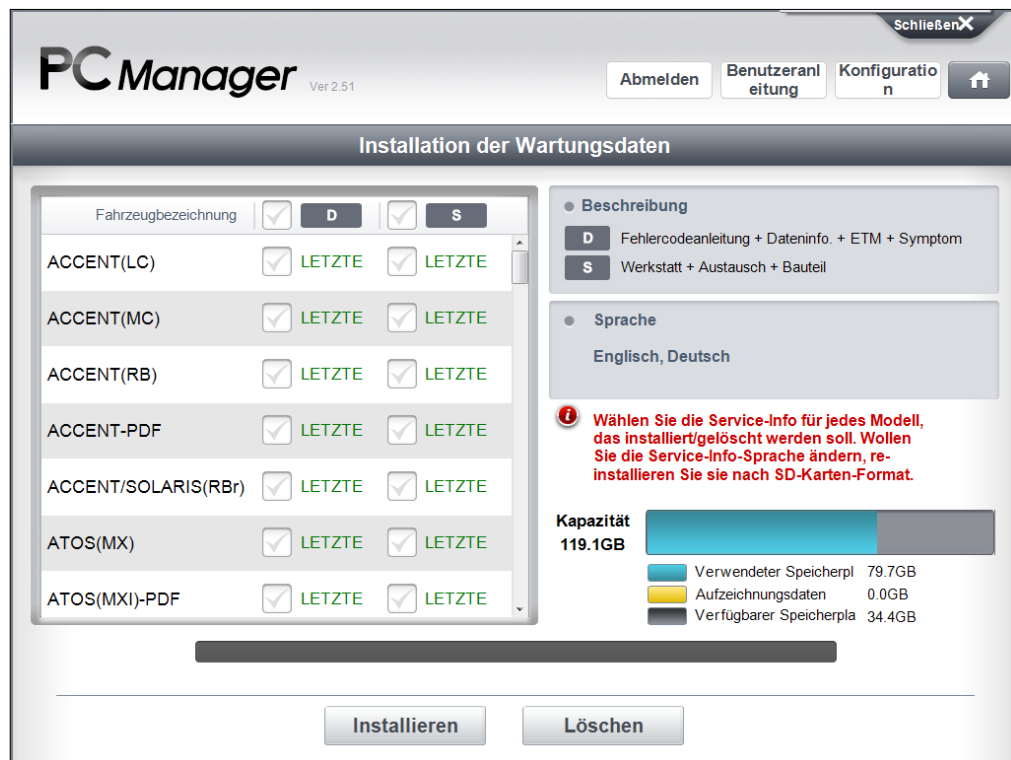 Schließen
PC Manager Ver 2.51
Abmelden
Benutzeranl
eitung
Konfiguratio
n
Installation der Wartungsdaten
Fahrzeugbezeichnung D S
ACCENT(LC) LETZTE LETZTE
ACCENT(MC) LETZTE LETZTE
ACCENT(RB) LETZTE LETZTE
ACCENT-PDF LETZTE LETZTE
ACCENT/SOLARIS(RBr) LETZTE LETZTE
ATOS(MX) LETZTE LETZTE
ATOS(MXI)-PDF LETZTE LETZTE
Beschreibung
D Fehlercodeanleitung + Dateninfo. + ETM + Symptom
S Werkstatt + Austausch + Bauteil
Sprache
Englisch, Deutsch
Wählen Sie die Service-Info für jedes Modell,
das installiert/gelöscht werden soll. Wollen
Sie die Service-Info-Sprache ändern, re-
installieren Sie sie nach SD-Karten-Format.
Kapazität
119.1GB
Verwendeter Speicherpl 79.7GB
Aufzeichnungsdaten 0.0GB
Verfügbarer Speicherpla 34.4GB
Installieren
Löschen